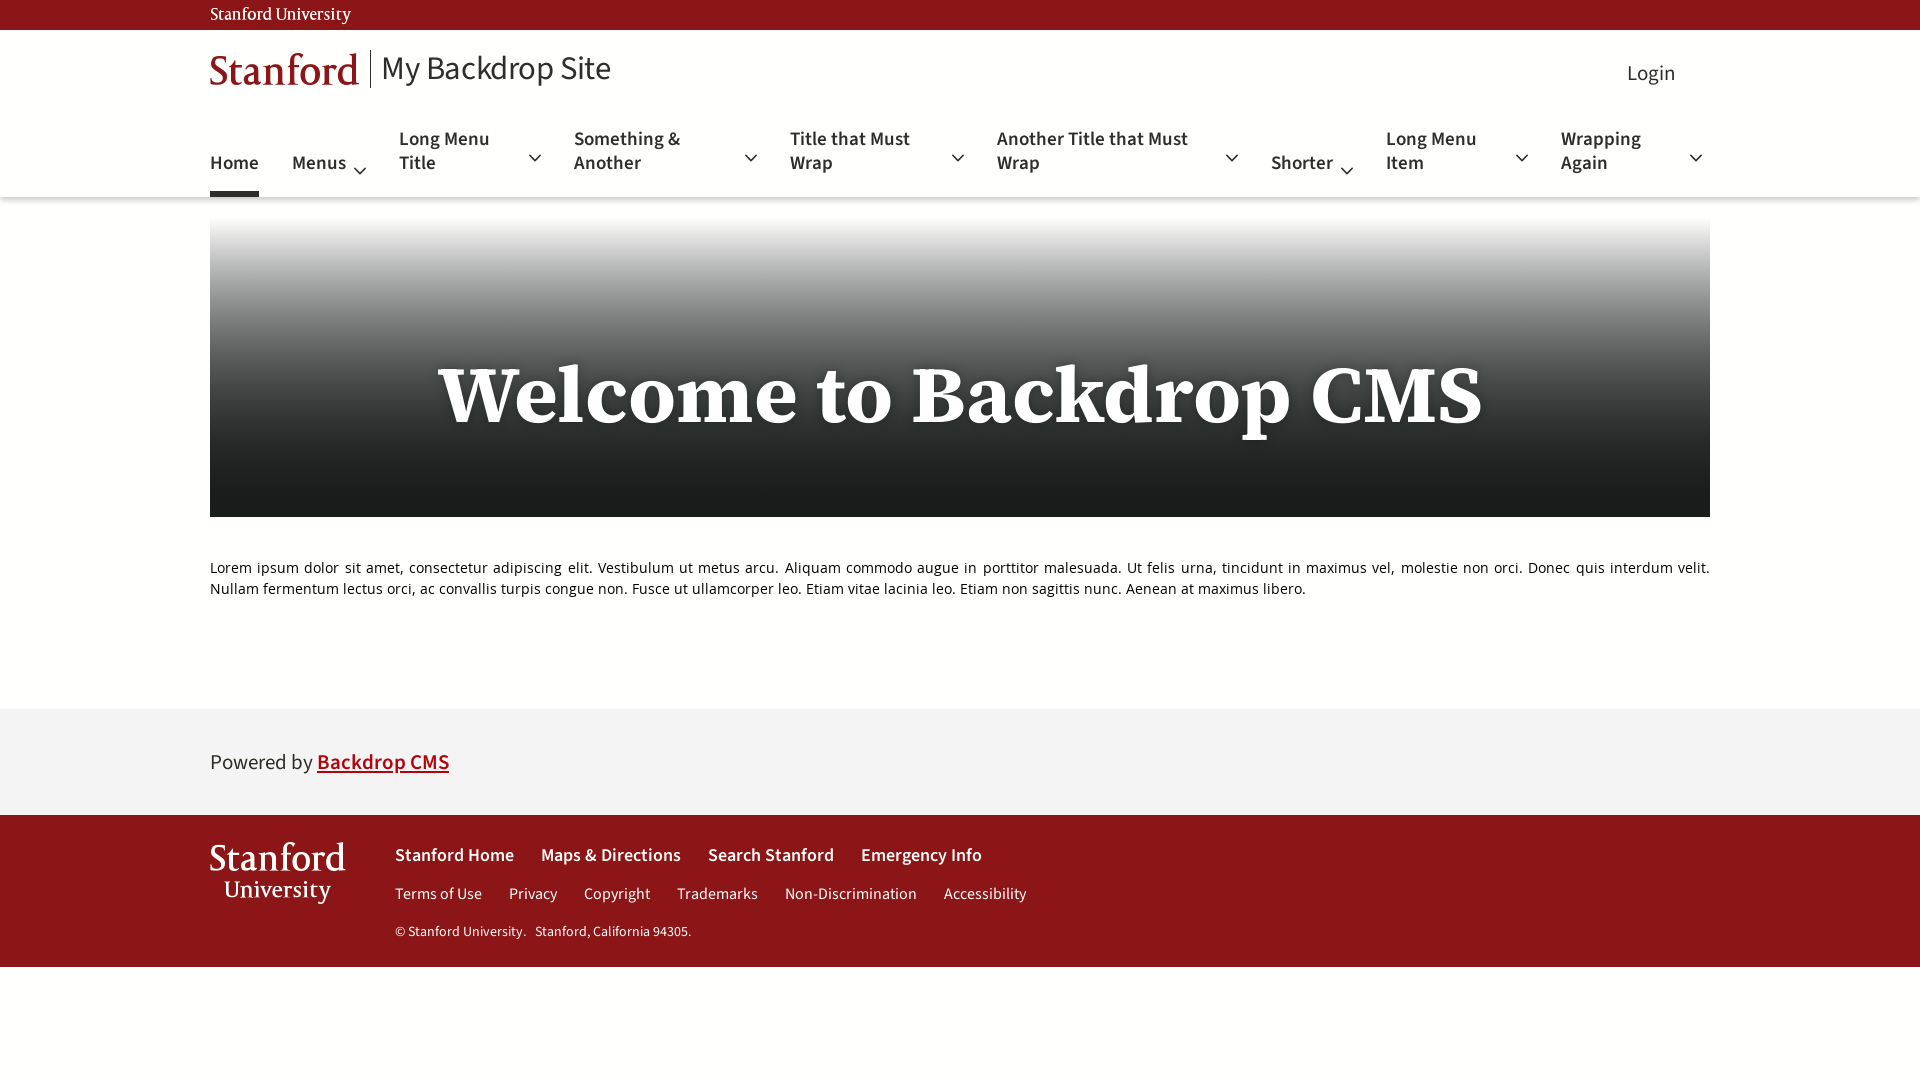 Stanford University
Stanford My Backdrop Site
Login
Home
Menus
Long Menu
Title
Something &
Another
Title that Must
Wrap
Another Title that Must
Wrap
Shorter
Long Menu
Item
Wrapping
Again
Welcome to Backdrop CMS
Lorem ipsum dolor sit amet, consectetur adipiscing elit. Vestibulum ut metus arcu. Aliquam commodo augue in porttitor malesuada. Ut felis urna, tincidunt in maximus vel, molestie non orci. Donec quis interdum velit.
Nullam fermentum lectus orci, ac convallis turpis congue non. Fusce ut ullamcorper leo. Etiam vitae lacinia leo. Etiam non sagittis nunc. Aenean at maximus libero.
Powered by Backdrop CMS
Stanford
University
Stanford Home Maps & Directions Search Stanford Emergency Info
Terms of Use Privacy Copyright Trademarks Non-Discrimination Accessibility
© Stanford University. Stanford, California 94305.